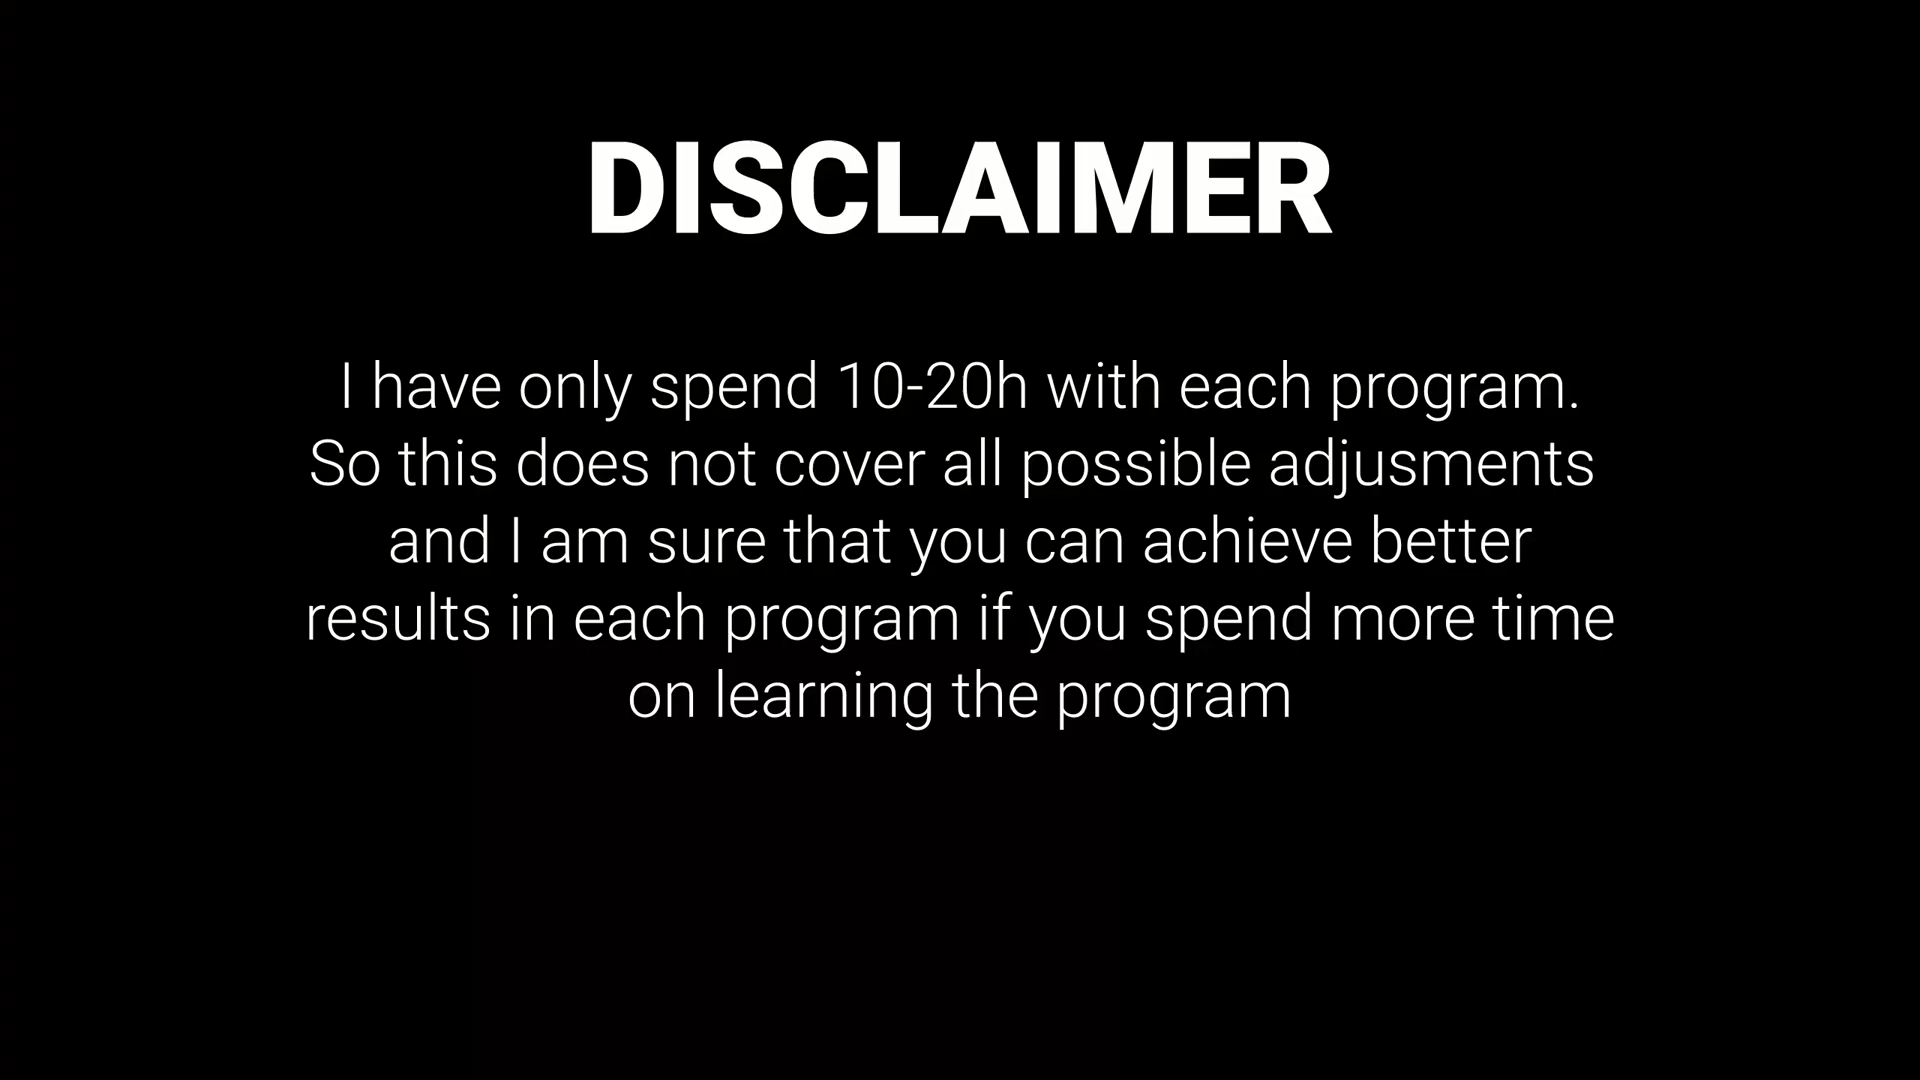 DISCLAIMER
I have only spend 10-20h with each program.
So this does not cover all possible adjusments
and I am sure that you can achieve better
results in each program if you spend more time
on learning the program